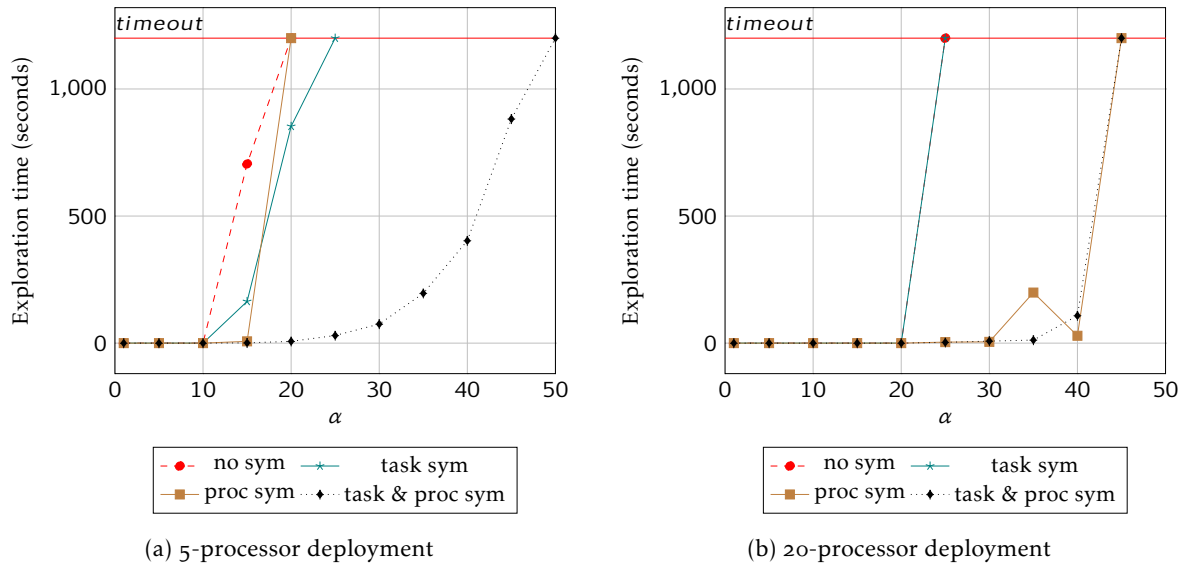 timeout
1,000
500
0
Exploration time (seconds)
0 10 20 30 40 50
α
no sym task sym
proc sym task & proc sym
(a) 5-processor deployment
timeout
1,000
500
0
Exploration time (seconds)
0 10 20 30 40 50
α
no sym task sym
proc sym task & proc sym
(b) 20-processor deployment